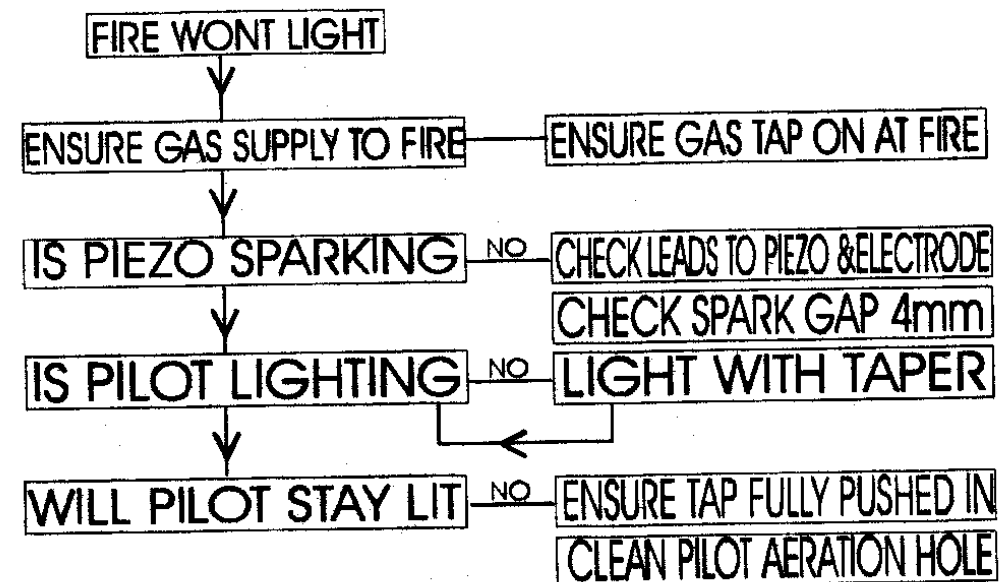 FIRE WONT LIGHT
ENSURE GAS SUPPLY TO FIRE
ENSURE GAS TAP ON AT FIRE
IS PIEZO SPARKING
NO
CHECK LEADS TO PIEZO &ELECTRODE
CHECK SPARK GAP 4mm
IS PILOT LIGHTING
NO
LIGHT WITH TAPER
WILL PILOT STAY LIT
NO
ENSURE TAP FULLY PUSHED IN
CLEAN PILOT AERATION HOLE